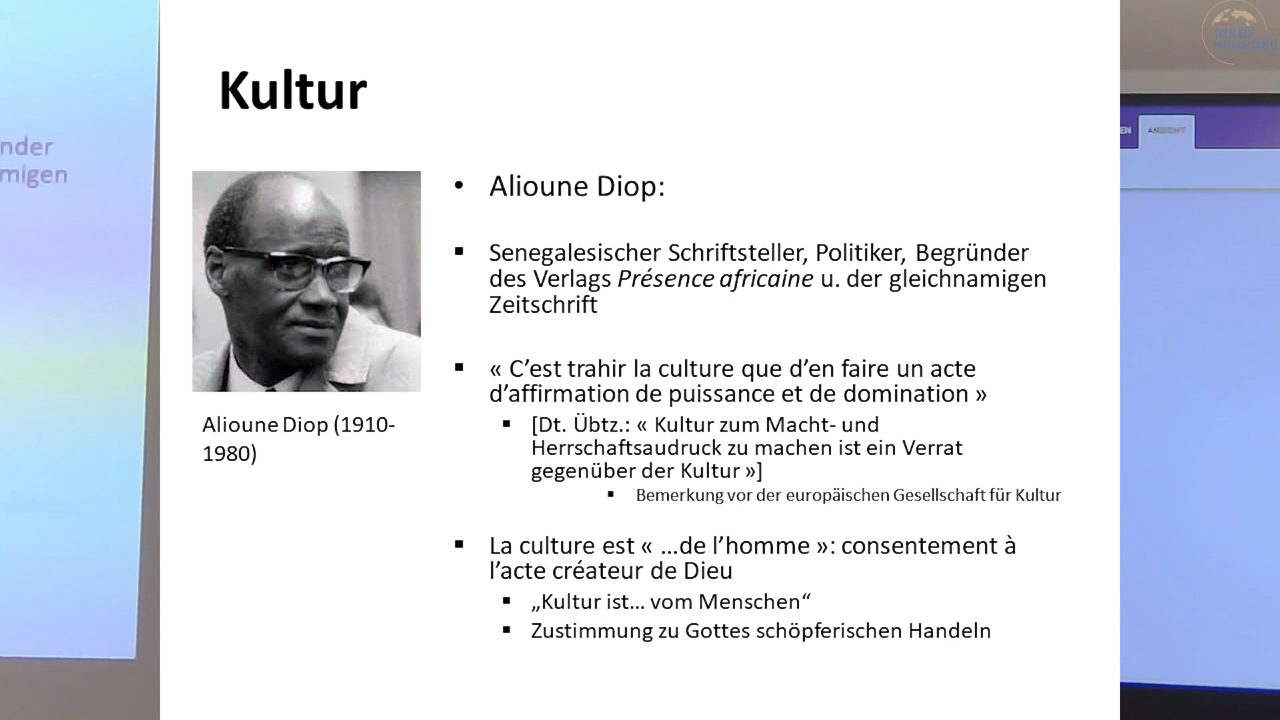 Kultur
nder
migen
EN
• Alioune Diop:
▪ Senegalesischer Schriftsteller, Politiker, Begründer
des Verlags Présence africaine u. der gleichnamigen
Zeitschrift
▪ « C’est trahir la culture que d’en faire un acte
d’affirmation de puissance et de domination »
▪ [Dt. Übtz.: « Kultur zum Macht- und
Herrschaftsaudruck zu machen ist ein Verrat
gegenüber der Kultur »]
▪ Bemerkung vor der europäischen Gesellschaft für Kultur
Alioune Diop (1910-
1980)
▪ La culture est « …de l’homme »: consentement à
l’acte créateur de Dieu
▪ „Kultur ist… vom Menschen“
▪ Zustimmung zu Gottes schöpferischen Handeln